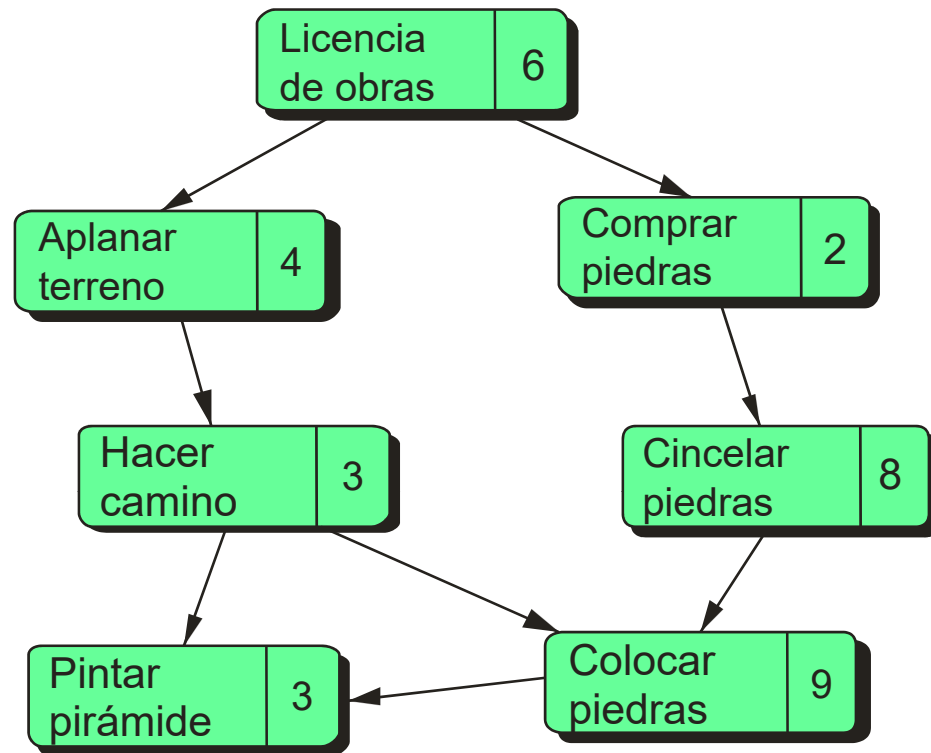 Licencia
de obras
6
Aplanar
terreno
4
Comprar
piedras
2
Hacer
camino
3
Cincelar
piedras
8
Pintar
pirámide
3
Colocar
piedras
9